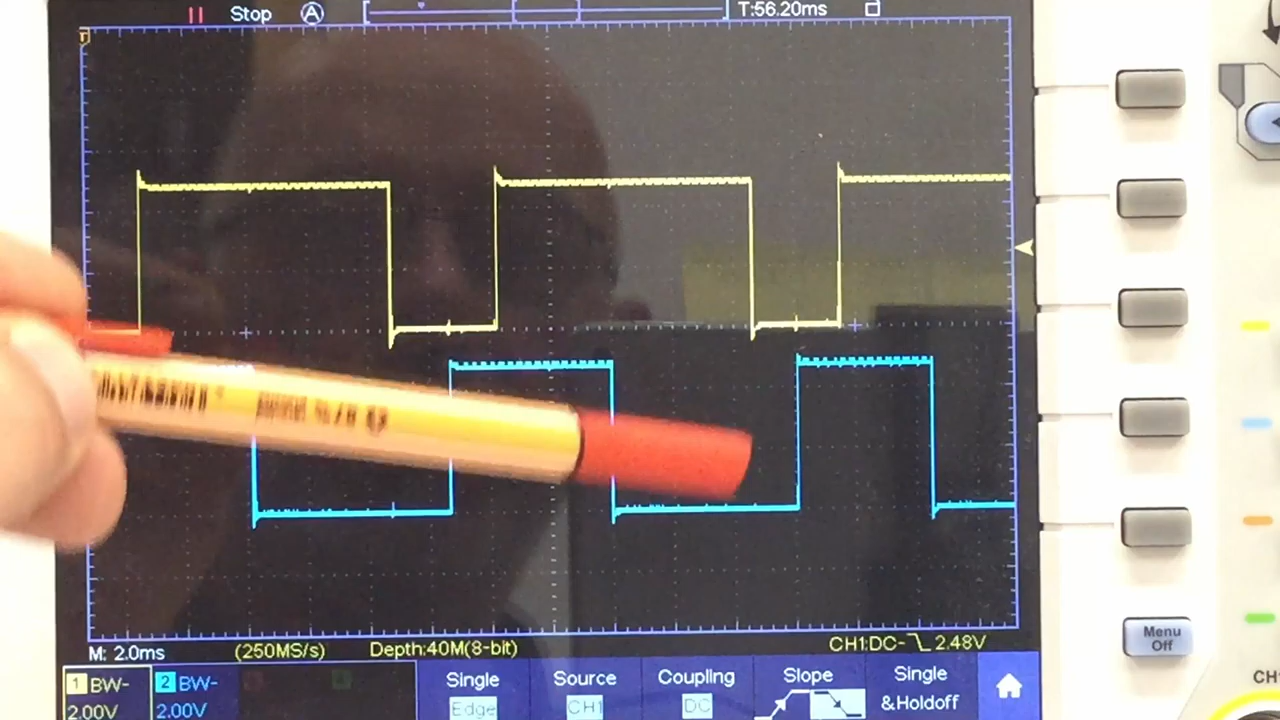 Stop A T:56.20ms
T
M: 2.0ms (250MS/s) Depth:40M(8-bit) CH1:DC- 2.48V
1 BW- 2 BW- Single Source Coupling Slope Single
2.00V 2.00V Edge CH1 DC &Holdoff
Menu
Off
CH